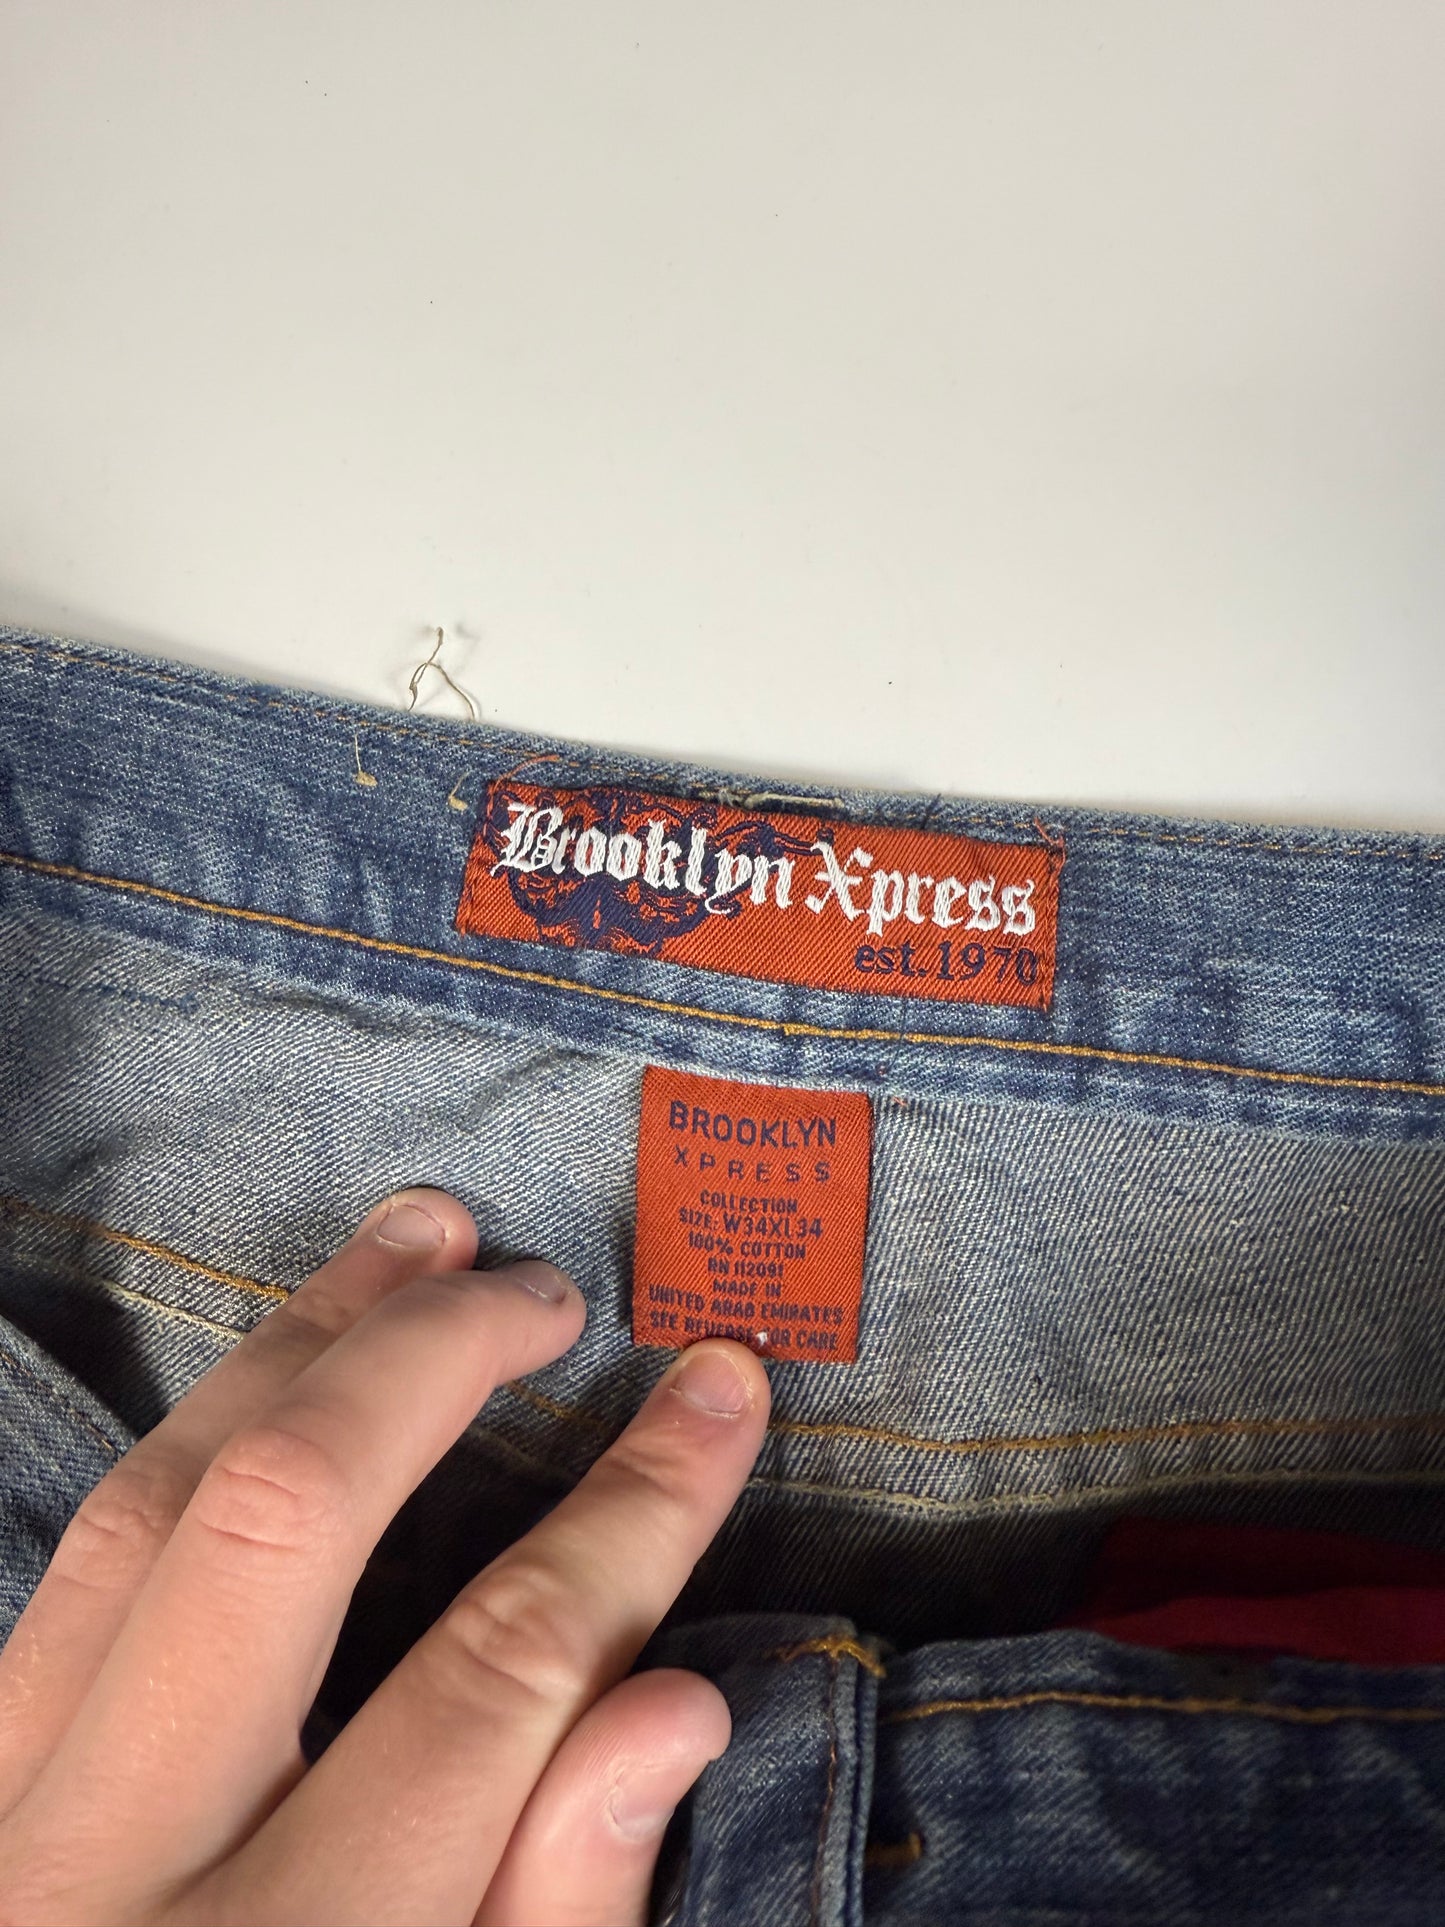 Brooklyn Xpress
est. 1970
BROOKLYN
XPRESS
COLLECTION
SIZE: W34XL34
100% COTTON
RN 112091
MADE IN
UNITED ARAB EMIRATES
SEE REVERSE FOR CARE